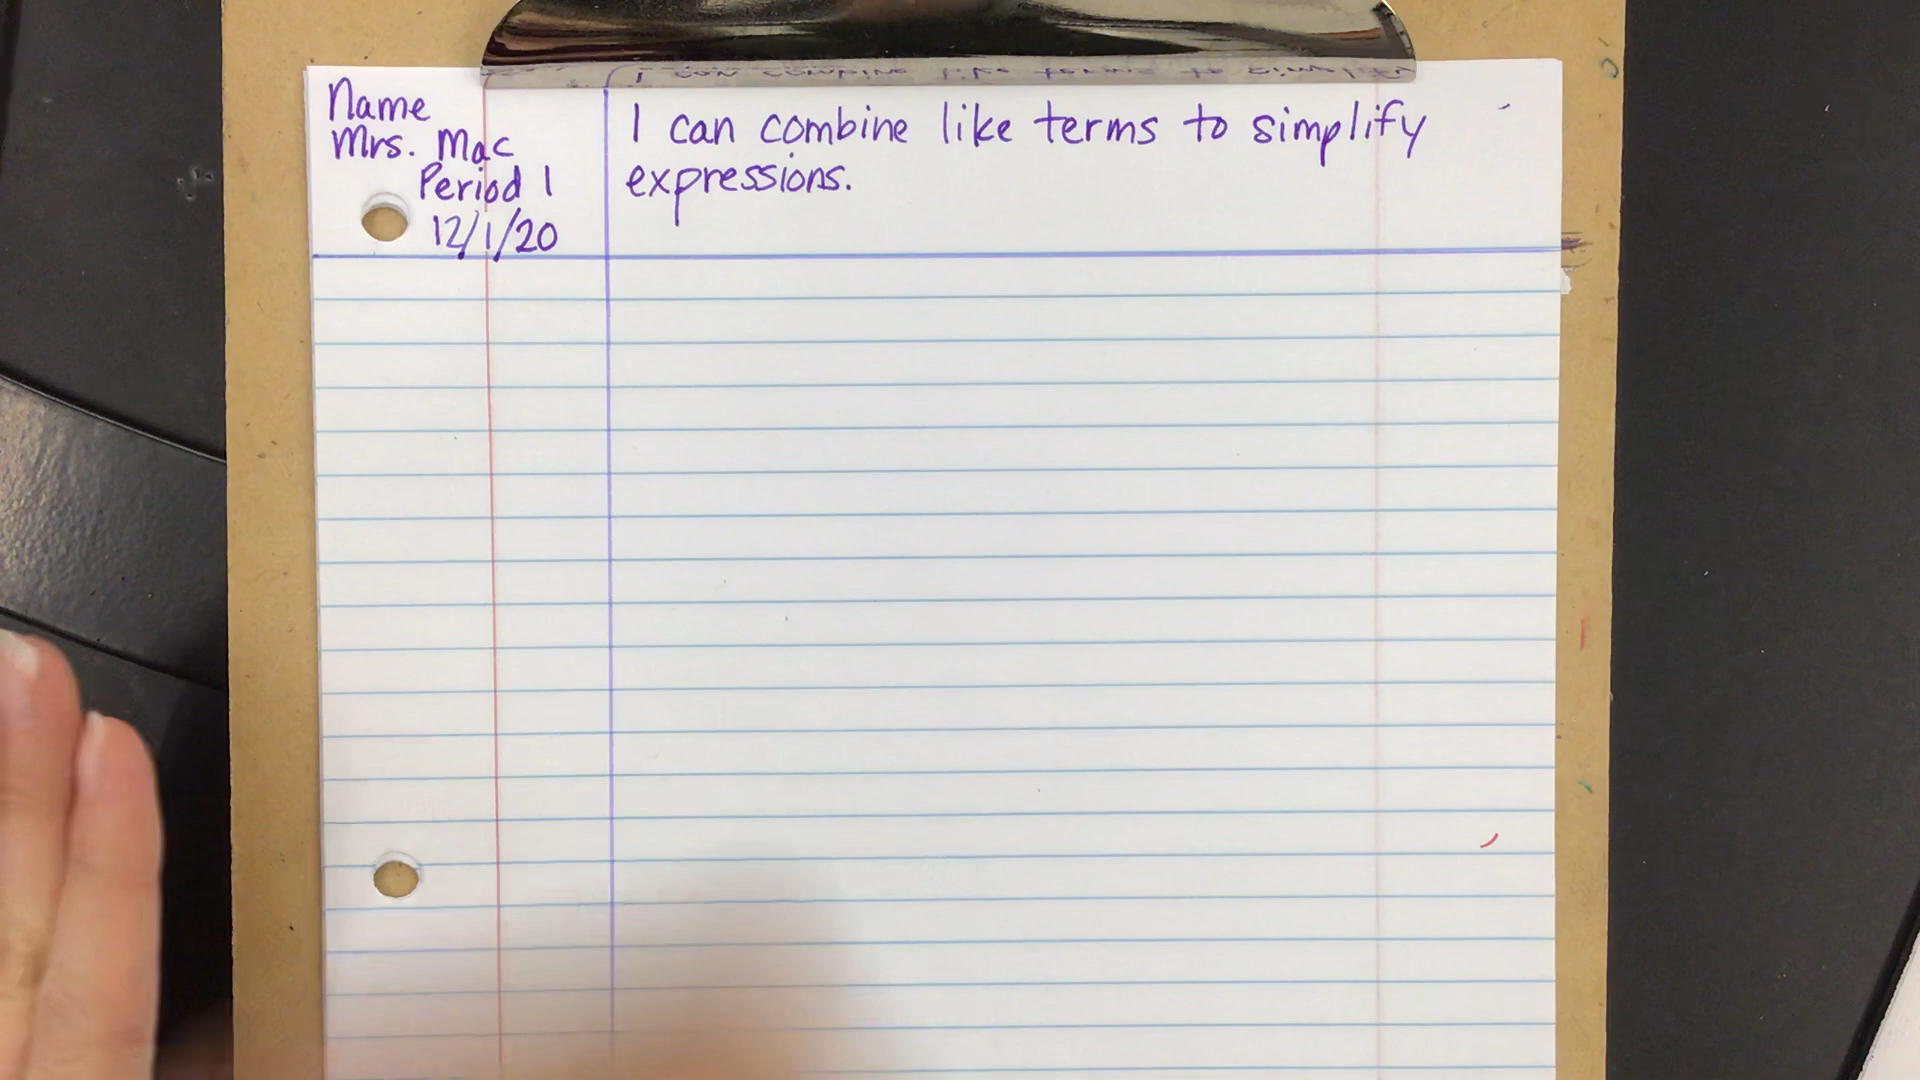 Name
Mrs. Mac
Period 1
12/1/20
I can combine like terms to simplify
expressions.